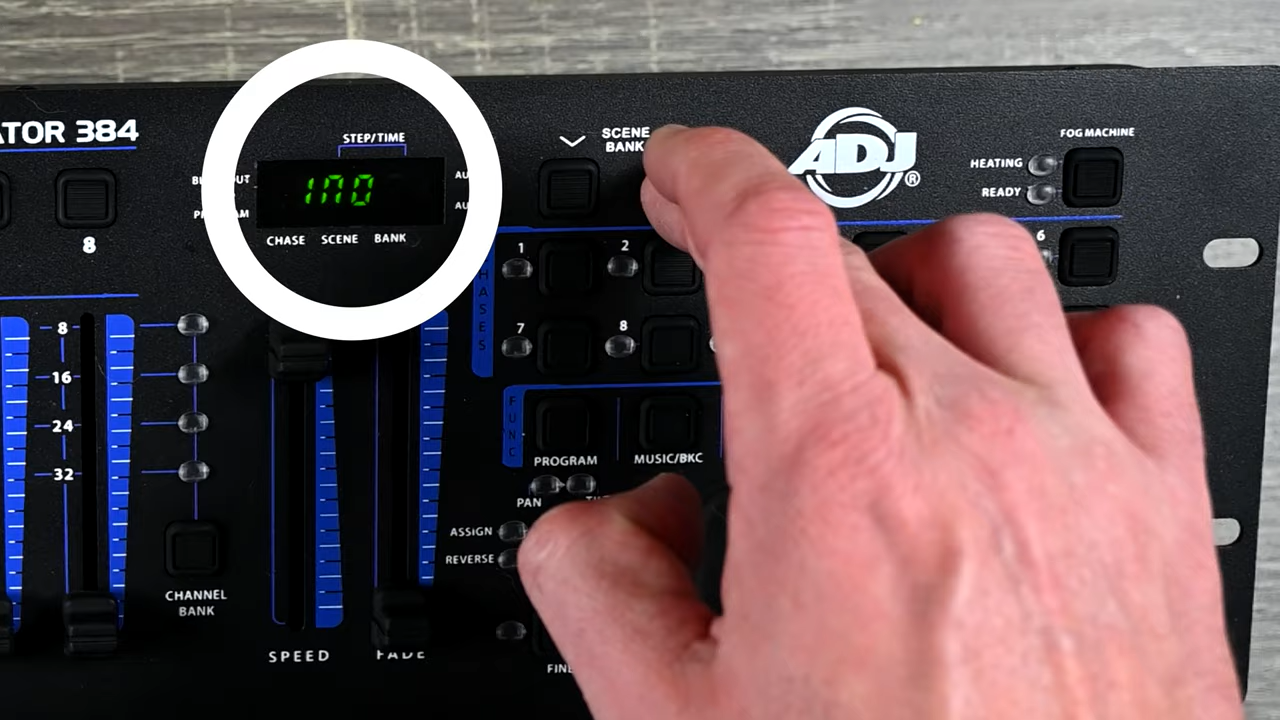 ATOR 384
STEP/TIME
CHASE SCENE BANK
SCENE
BANK
ADJ®
FOG MACHINE
HEATING
READY
8
1
2
6
7
8
8
16
24
32
CHANNEL
BANK
SPEED
FADE
PROGRAM
MUSIC/BKC
PAN
ASSIGN
REVERSE
FINE